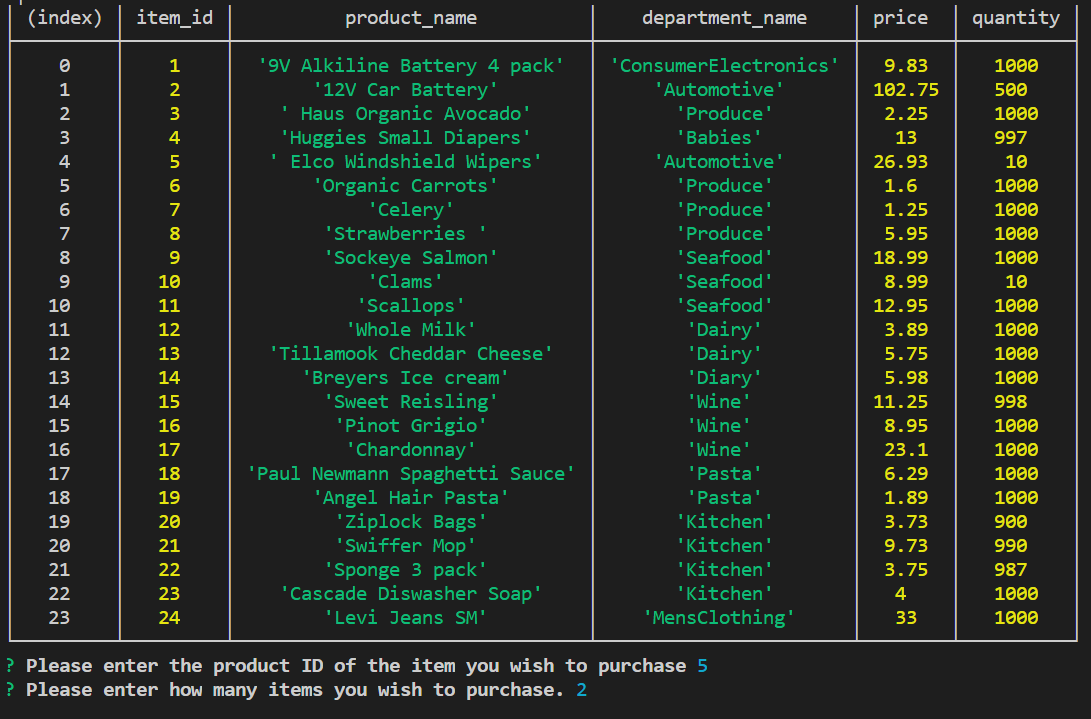 (index) item_id product_name department_name price quantity
0 1 '9V Alkiline Battery 4 pack' 'ConsumerElectronics' 9.83 1000
1 2 '12V Car Battery' 'Automotive' 102.75 500
2 3 ' Haus Organic Avocado' 'Produce' 2.25 1000
3 4 'Huggies Small Diapers' 'Babies' 13 997
4 5 ' Elco Windshield Wipers' 'Automotive' 26.93 10
5 6 'Organic Carrots' 'Produce' 1.6 1000
6 7 'Celery' 'Produce' 1.25 1000
7 8 'Strawberries ' 'Produce' 5.95 1000
8 9 'Sockeye Salmon' 'Seafood' 18.99 1000
9 10 'Clams' 'Seafood' 8.99 10
10 11 'Scallops' 'Seafood' 12.95 1000
11 12 'Whole Milk' 'Dairy' 3.89 1000
12 13 'Tillamook Cheddar Cheese' 'Dairy' 5.75 1000
13 14 'Breyers Ice cream' 'Diary' 5.98 1000
14 15 'Sweet Reisling' 'Wine' 11.25 998
15 16 'Pinot Grigio' 'Wine' 8.95 1000
16 17 'Chardonnay' 'Wine' 23.1 1000
17 18 'Paul Newmann Spaghetti Sauce' 'Pasta' 6.29 1000
18 19 'Angel Hair Pasta' 'Pasta' 1.89 1000
19 20 'Ziplock Bags' 'Kitchen' 3.73 900
20 21 'Swiffer Mop' 'Kitchen' 9.73 990
21 22 'Sponge 3 pack' 'Kitchen' 3.75 987
22 23 'Cascade Diswasher Soap' 'Kitchen' 4 1000
23 24 'Levi Jeans SM' 'MensClothing' 33 1000
? Please enter the product ID of the item you wish to purchase 5
? Please enter how many items you wish to purchase. 2